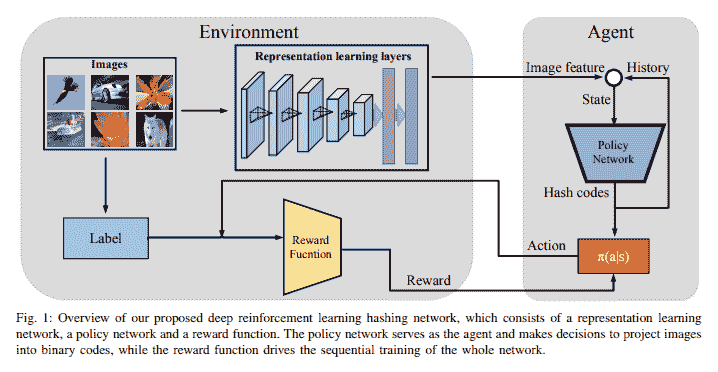 Environment
Agent
Images
Representation learning layers
Image feature
History
State
Policy
Network
Hash codes
Label
Reward
Fucntion
Action
π(a|s)
Reward
Fig. 1: Overview of our proposed deep reinforcement learning hashing network, which consists of a representation learning
network, a policy network and a reward function. The policy network serves as the agent and makes decisions to project images
into binary codes, while the reward function drives the sequential training of the whole network.